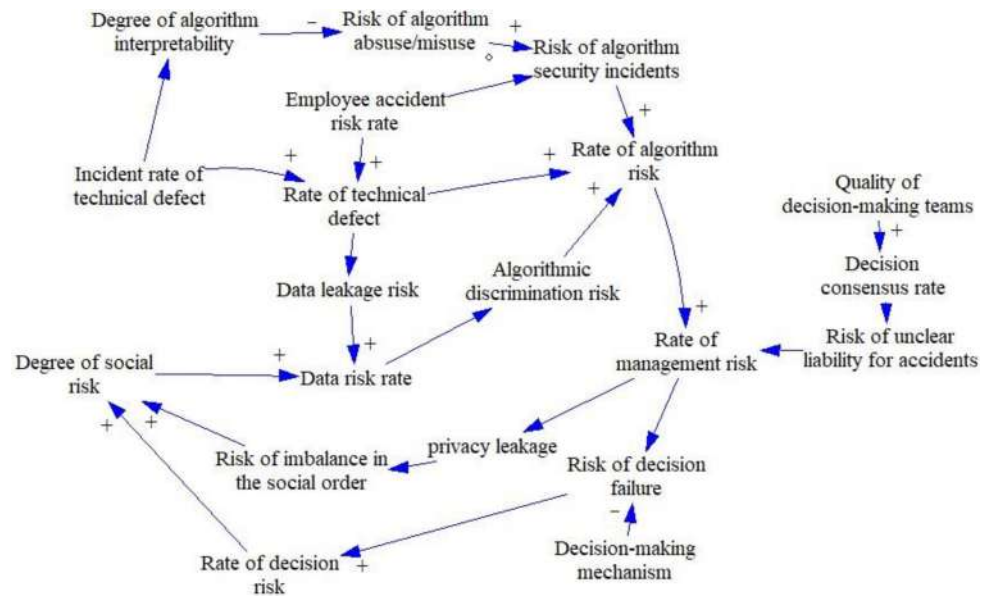 Degree of algorithm
interpretability
−
Risk of algorithm
absuse/misuse
+
Risk of algorithm
security incidents
Employee accident
risk rate
+
Incident rate of
technical defect
+
+
Rate of technical
defect
+
Rate of algorithm
risk
+
Quality of
decision-making teams
+
Data leakage risk
Algorithmic
discrimination risk
Decision
consensus rate
+
Degree of social
risk
+
+
Data risk rate
Rate of
management risk
Risk of unclear
liability for accidents
+
+
Risk of imbalance in
the social order
privacy leakage
Risk of decision
failure
−
Rate of decision
risk
+
Decision-making
mechanism